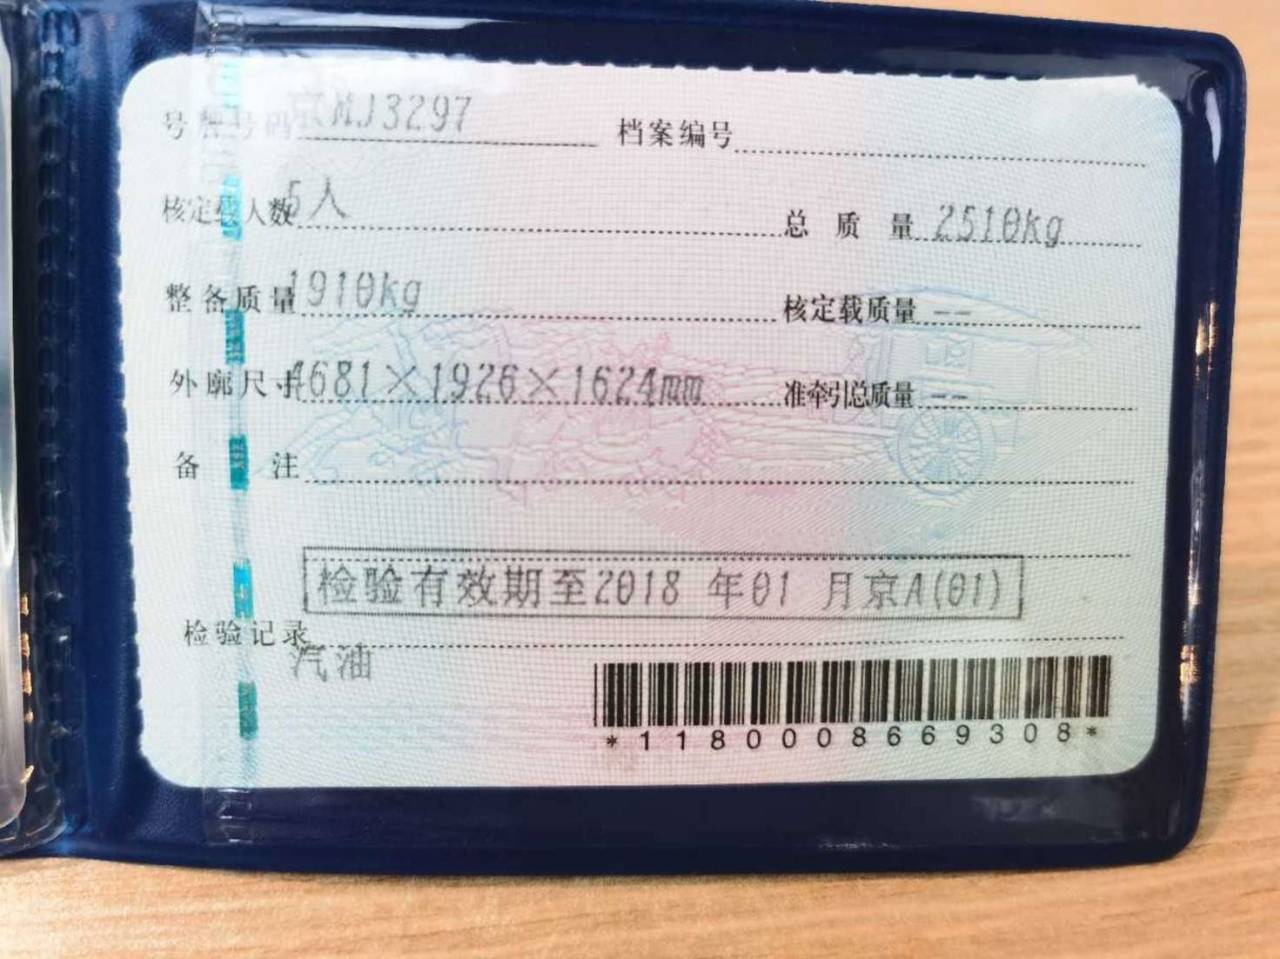 号牌号码 京MJ3297 档案编号
核定载人数 5人 总质量 2510kg
整备质量 1910kg 核定载质量 --
外廓尺寸 4681×1926×1624mm 准牵引总质量 --
备注
检验有效期至2018 年01 月京A(01)
检验记录
汽油
*1180008669308*